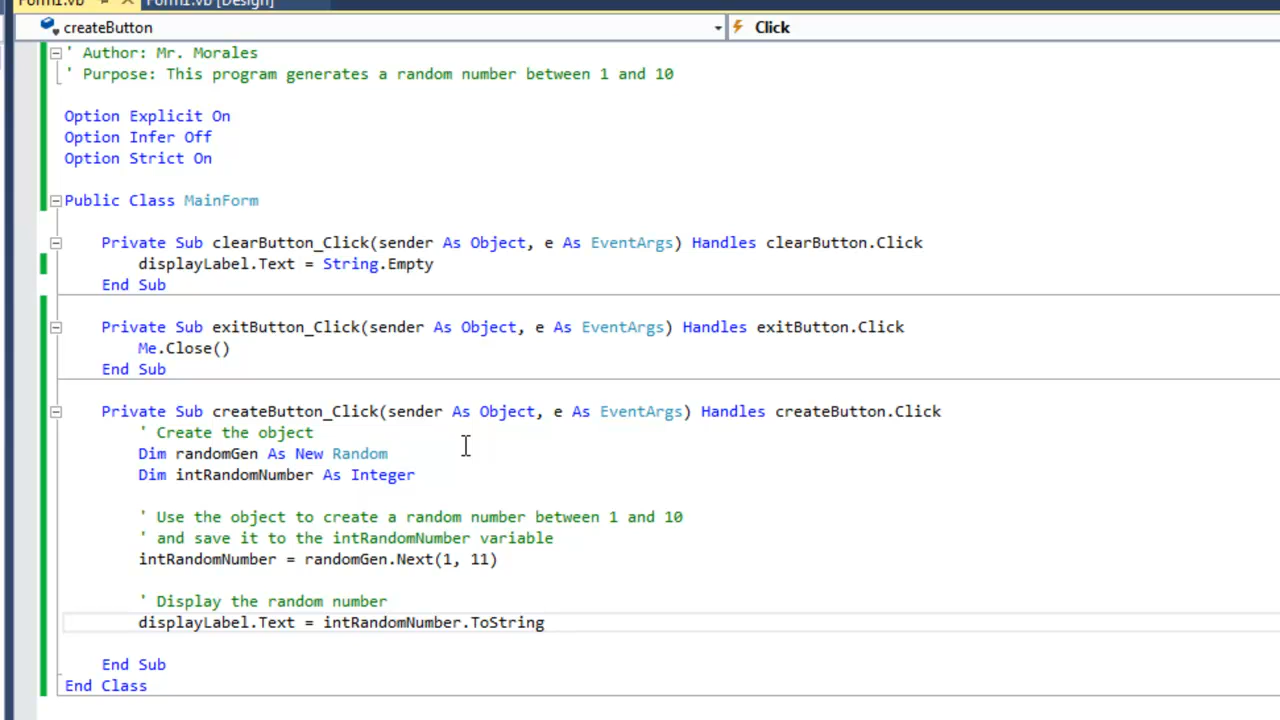 Form1.vb Form1.vb [Design]
createButton Click
' Author: Mr. Morales
' Purpose: This program generates a random number between 1 and 10
Option Explicit On
Option Infer Off
Option Strict On
Public Class MainForm
Private Sub clearButton_Click(sender As Object, e As EventArgs) Handles clearButton.Click
displayLabel.Text = String.Empty
End Sub
Private Sub exitButton_Click(sender As Object, e As EventArgs) Handles exitButton.Click
Me.Close()
End Sub
Private Sub createButton_Click(sender As Object, e As EventArgs) Handles createButton.Click
' Create the object
Dim randomGen As New Random
Dim intRandomNumber As Integer
' Use the object to create a random number between 1 and 10
' and save it to the intRandomNumber variable
intRandomNumber = randomGen.Next(1, 11)
' Display the random number
displayLabel.Text = intRandomNumber.ToString
End Sub
End Class